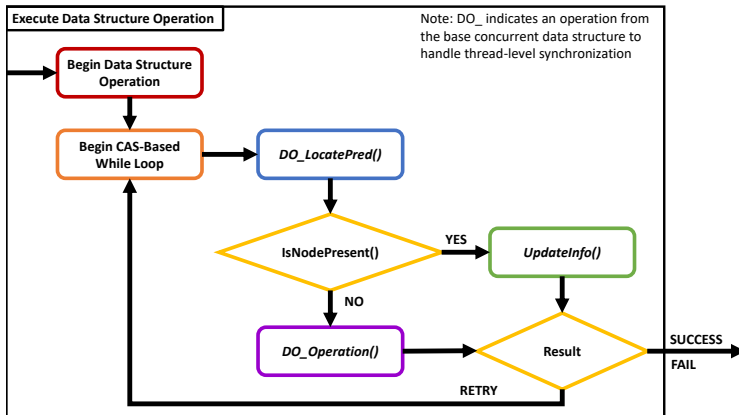 Execute Data Structure Operation
Note: DO_ indicates an operation from
the base concurrent data structure to
handle thread-level synchronization
Begin Data Structure
Operation
Begin CAS-Based
While Loop
DO_LocatePred()
IsNodePresent()
YES
UpdateInfo()
NO
DO_Operation()
Result
SUCCESS
FAIL
RETRY